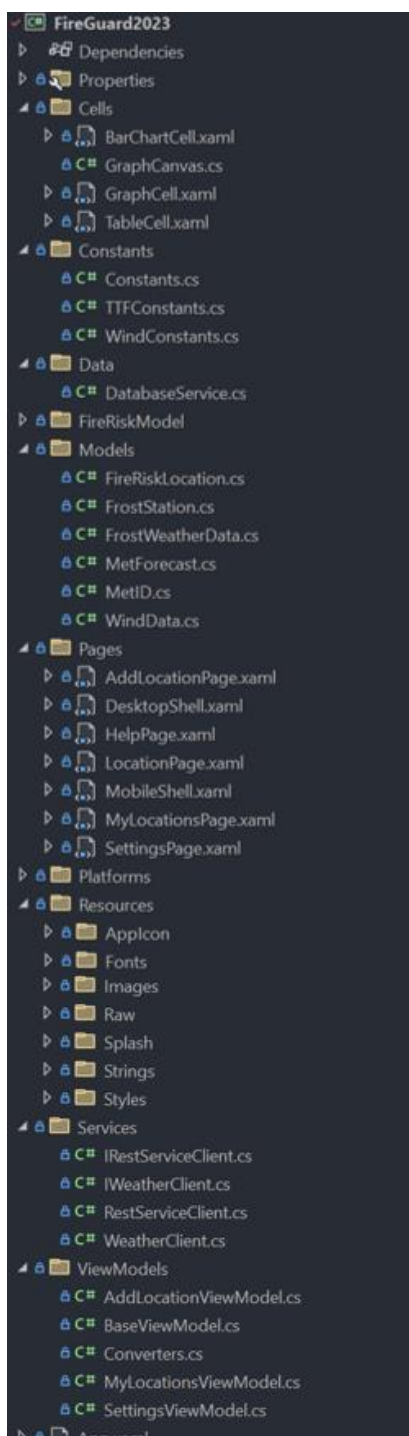 FireGuard2023
Dependencies
Properties
Cells
BarChartCell.xaml
C# GraphCanvas.cs
GraphCell.xaml
TableCell.xaml
Constants
C# Constants.cs
C# TTFConstants.cs
C# WindConstants.cs
Data
C# DatabaseService.cs
FireRiskModel
Models
C# FireRiskLocation.cs
C# FrostStation.cs
C# FrostWeatherData.cs
C# MetForecast.cs
C# MetID.cs
C# WindData.cs
Pages
AddLocationPage.xaml
DesktopShell.xaml
HelpPage.xaml
LocationPage.xaml
MobileShell.xaml
MyLocationsPage.xaml
SettingsPage.xaml
Platforms
Resources
AppIcon
Fonts
Images
Raw
Splash
Strings
Styles
Services
C# IRestServiceClient.cs
C# IWeatherClient.cs
C# RestServiceClient.cs
C# WeatherClient.cs
ViewModels
C# AddLocationViewModel.cs
C# BaseViewModel.cs
C# Converters.cs
C# MyLocationsViewModel.cs
C# SettingsViewModel.cs